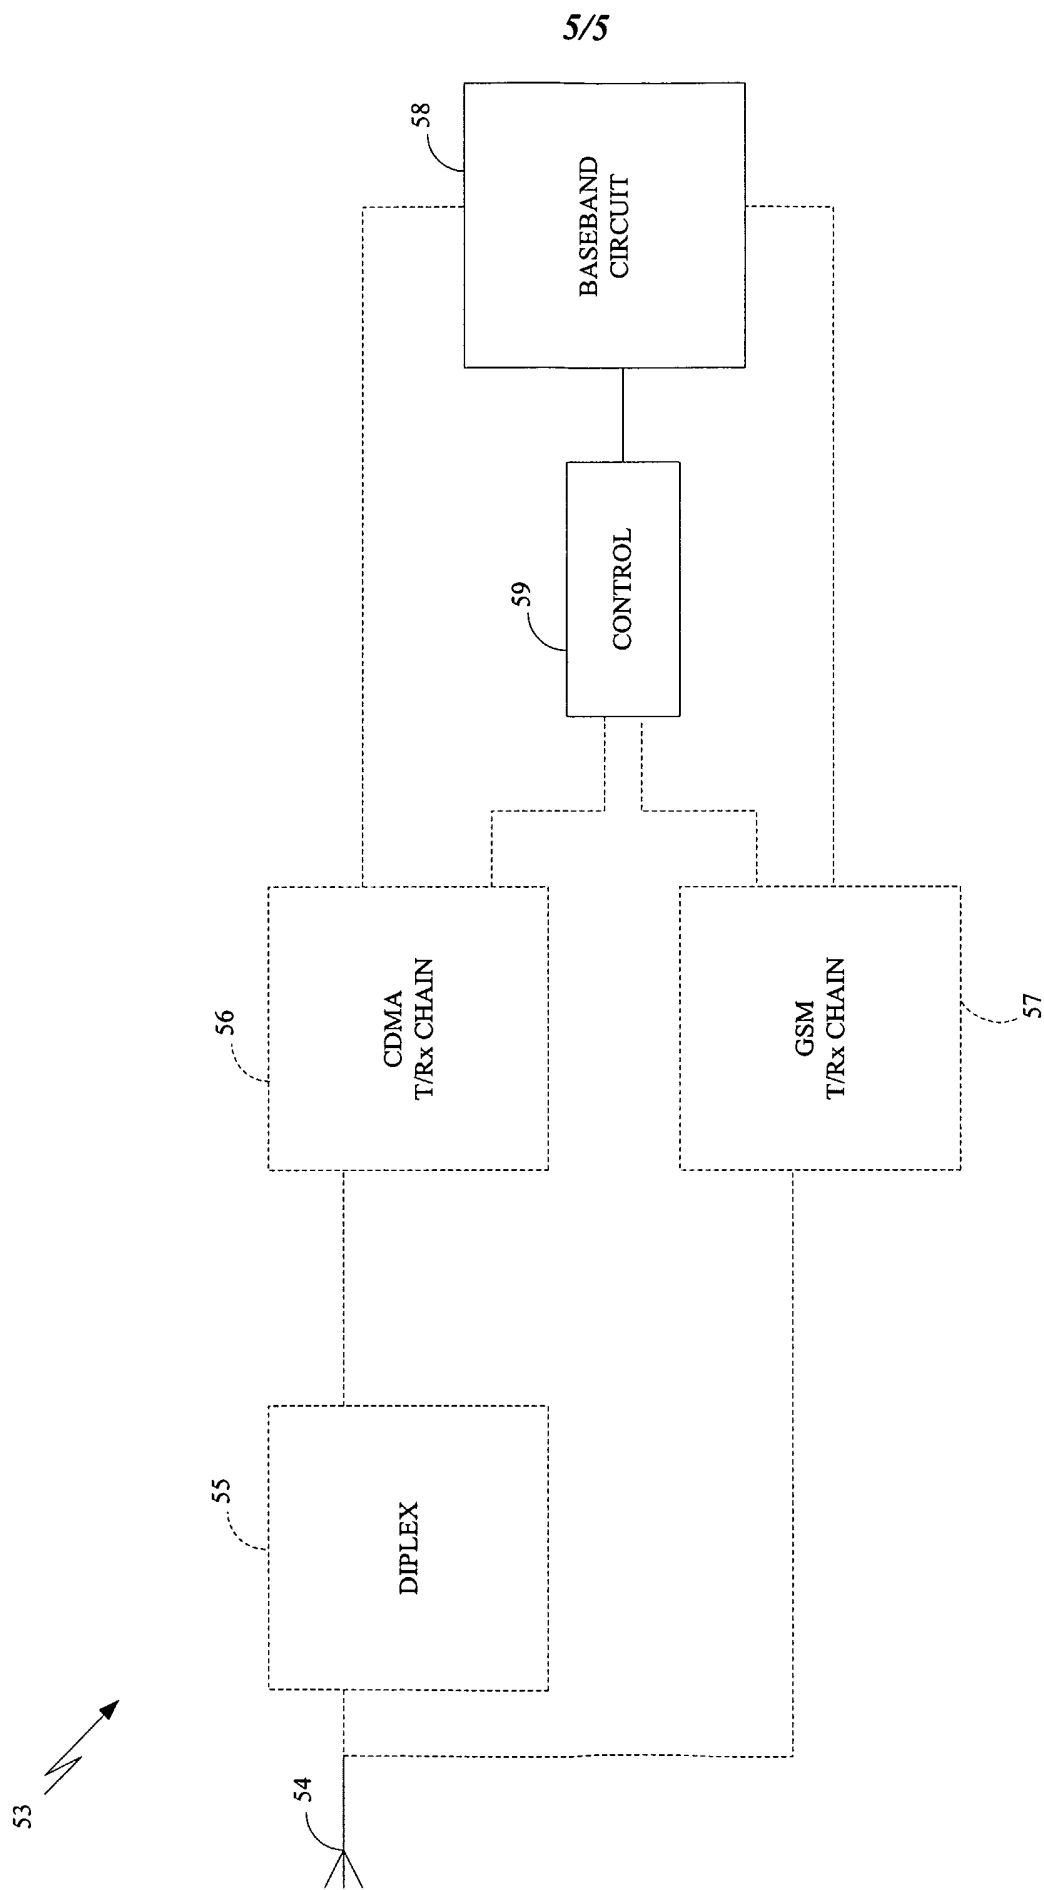 5/5
53
54
DIPLEX
55
CDMA
T/Rx CHAIN
56
GSM
T/Rx CHAIN
57
CONTROL
59
BASEBAND
CIRCUIT
58